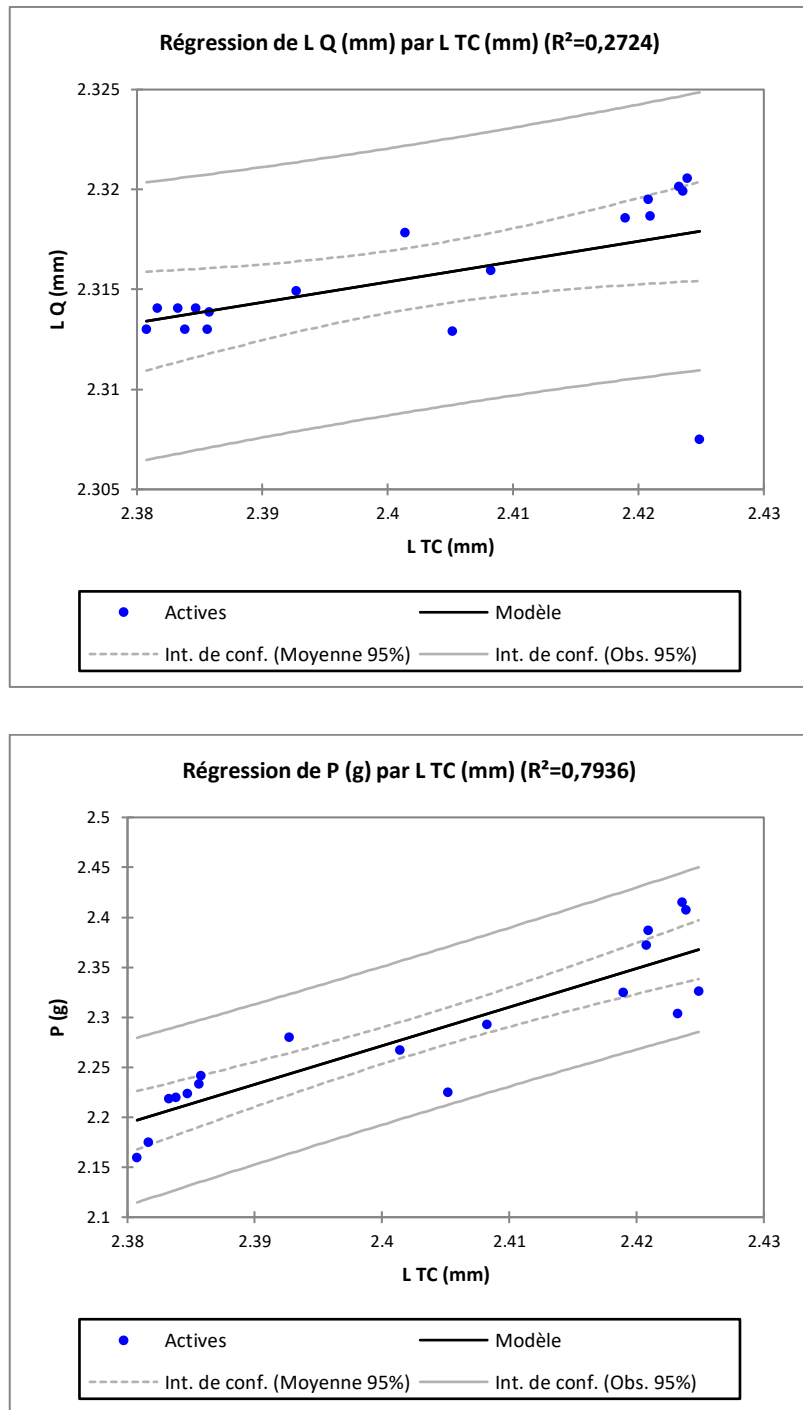 Régression de L Q (mm) par L TC (mm) (R²=0,2724)
2.325
2.32
2.315
2.31
2.305
L Q (mm)
2.38 2.39 2.4 2.41 2.42 2.43
L TC (mm)
Actives Modèle
Int. de conf. (Moyenne 95%) Int. de conf. (Obs. 95%)
Régression de P (g) par L TC (mm) (R²=0,7936)
2.5
2.45
2.4
2.35
2.3
2.25
2.2
2.15
2.1
P (g)
2.38 2.39 2.4 2.41 2.42 2.43
L TC (mm)
Actives Modèle
Int. de conf. (Moyenne 95%) Int. de conf. (Obs. 95%)